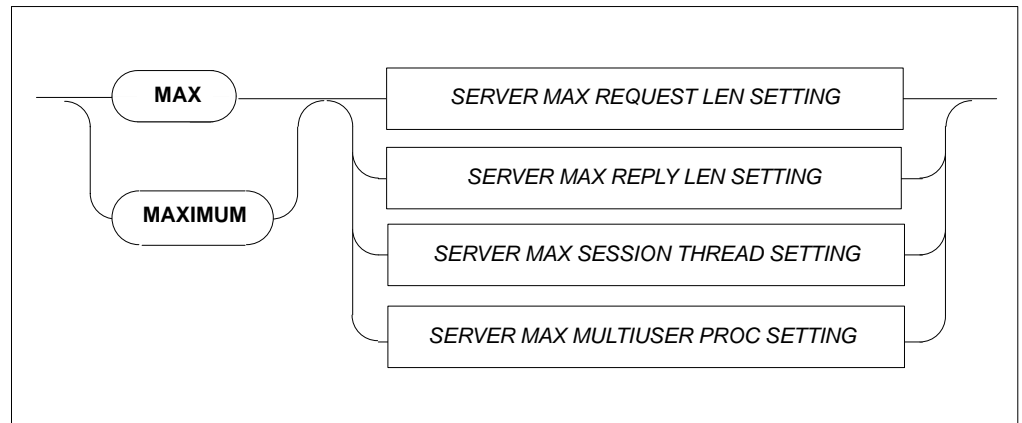 MAX
MAXIMUM
SERVER MAX REQUEST LEN SETTING
SERVER MAX REPLY LEN SETTING
SERVER MAX SESSION THREAD SETTING
SERVER MAX MULTIUSER PROC SETTING